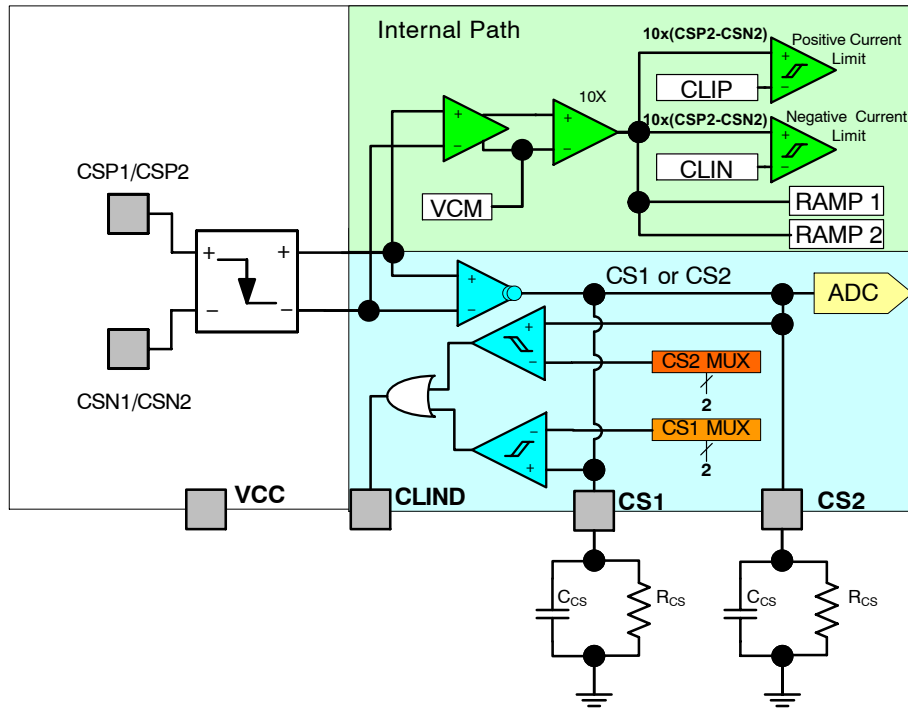 Internal Path
10x(CSP2-CSN2)
Positive Current
Limit
CLIP
10X
+
−
+
−
+
−
10x(CSP2-CSN2)
Negative Current
Limit
+
−
CLIN
VCM
RAMP 1
RAMP 2
CSP1/CSP2
+
+
−
−
CSN1/CSN2
+
−
CS1 or CS2
ADC
+
−
CS2 MUX
2
−
+
CS1 MUX
2
VCC
CLIND
CS1
CS2
CCS
RCS
CCS
RCS